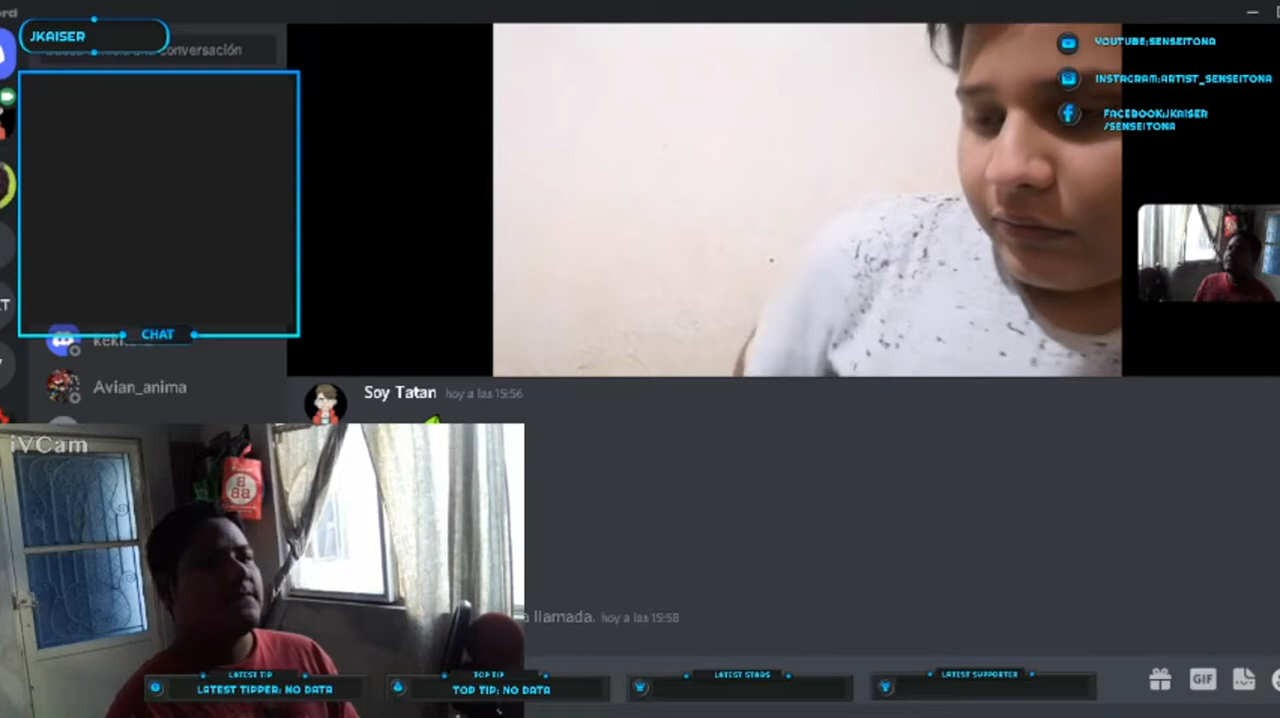 ord
JKAISER
conversación
YOUTUBE:SENSEITONA
INSTAGRAM:ARTIST_SENSEITONA
FACEBOOK:JKAISER
/SENSEITONA
CHAT
Avian_anima
Soy Tatan hoy a las 15:56
iVCam
B
BB
llamada. hoy a las 15:58
LATEST TIP
LATEST TIPPER: NO DATA
TOP TIP
TOP TIP: NO DATA
LATEST STARS
LATEST SUPPORTER
GIF